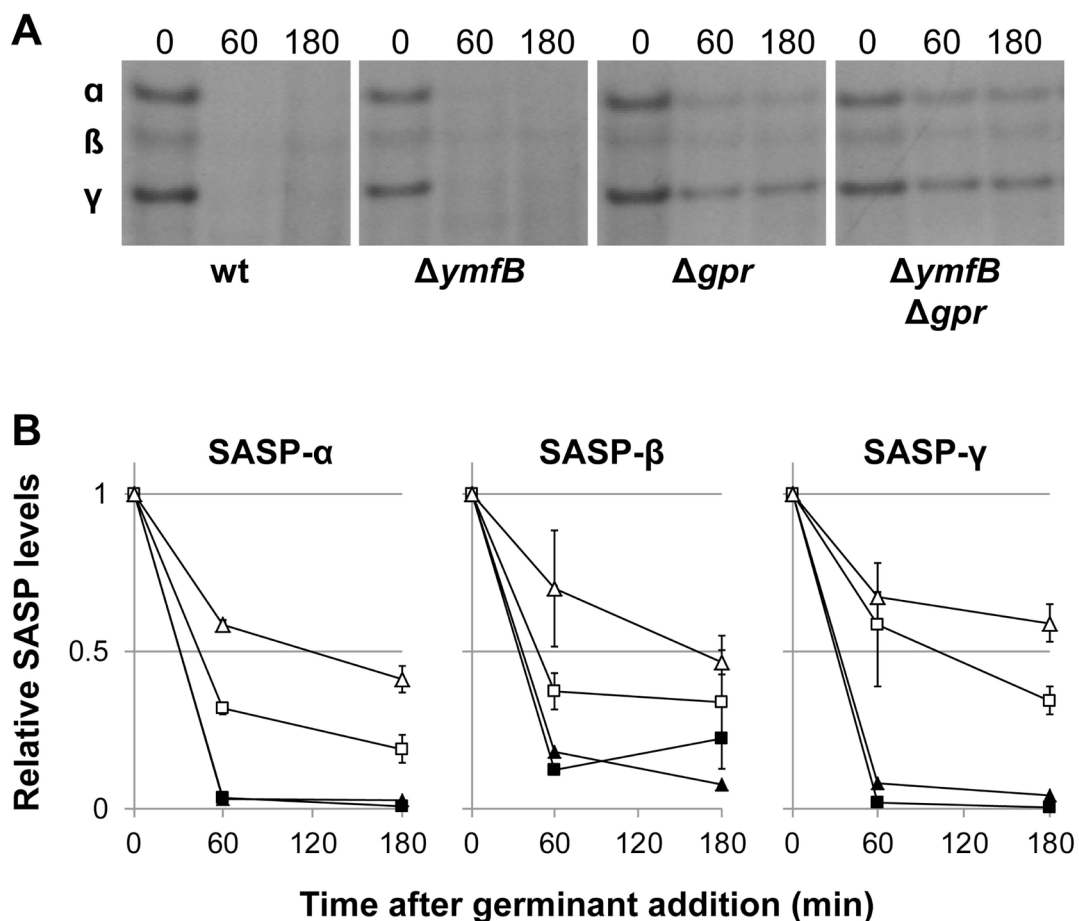 A
0 60 180 0 60 180 0 60 180 0 60 180
α
ß
γ
wt ΔymfB Δgpr ΔymfB
Δgpr
B
SASP-α SASP-β SASP-γ
Relative SASP levels
1
0.5
0
0 60 120 180 0 60 120 180 0 60 120 180
Time after germinant addition (min)